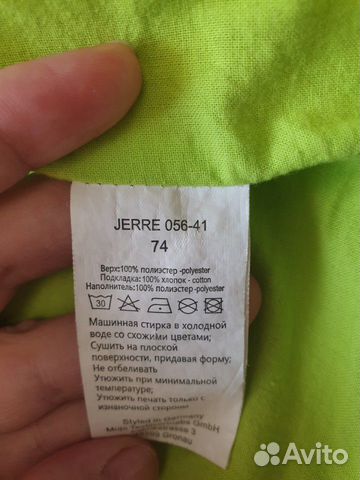 JERRE 056-41
74
Верх:100% полиэстер -polyester
Подкладка: 100% хлопок - cotton
Наполнитель:100% полиэстер -polyester
30
Машинная стирка в холодной
воде со схожими цветами;
Сушить на плоской
поверхности, придавая форму;
Не отбеливать
Утюжить при минимальной
температуре;
Утюжить печать только с
изнаночной стороны
Styled in Germany
GmbH
3
Gronau
Avito